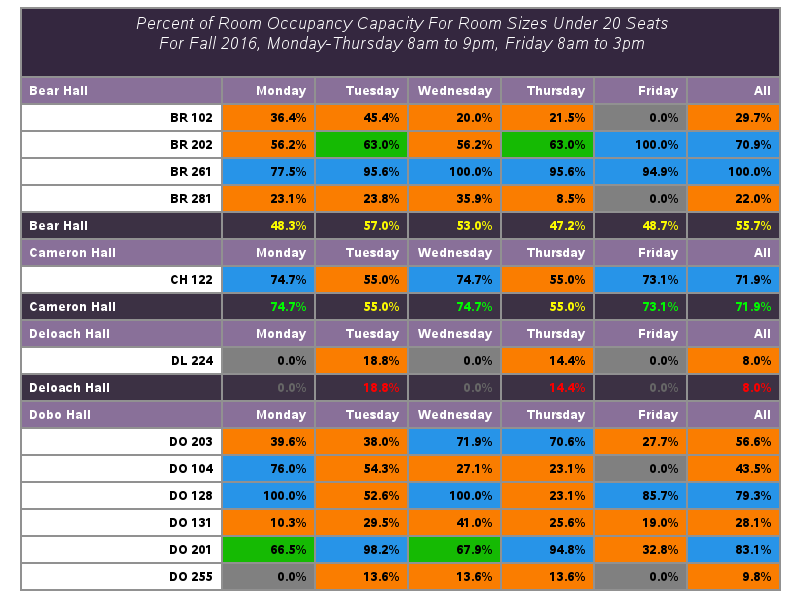 Percent of Room Occupancy Capacity For Room Sizes Under 20 Seats
For Fall 2016, Monday-Thursday 8am to 9pm, Friday 8am to 3pm
Bear Hall Monday Tuesday Wednesday Thursday Friday All
BR 102 36.4% 45.4% 20.0% 21.5% 0.0% 29.7%
BR 202 56.2% 63.0% 56.2% 63.0% 100.0% 70.9%
BR 261 77.5% 95.6% 100.0% 95.6% 94.9% 100.0%
BR 281 23.1% 23.8% 35.9% 8.5% 0.0% 22.0%
Bear Hall 48.3% 57.0% 53.0% 47.2% 48.7% 55.7%
Cameron Hall Monday Tuesday Wednesday Thursday Friday All
CH 122 74.7% 55.0% 74.7% 55.0% 73.1% 71.9%
Cameron Hall 74.7% 55.0% 74.7% 55.0% 73.1% 71.9%
Deloach Hall Monday Tuesday Wednesday Thursday Friday All
DL 224 0.0% 18.8% 0.0% 14.4% 0.0% 8.0%
Deloach Hall 0.0% 18.8% 0.0% 14.4% 0.0% 8.0%
Dobo Hall Monday Tuesday Wednesday Thursday Friday All
DO 203 39.6% 38.0% 71.9% 70.6% 27.7% 56.6%
DO 104 76.0% 54.3% 27.1% 23.1% 0.0% 43.5%
DO 128 100.0% 52.6% 100.0% 23.1% 85.7% 79.3%
DO 131 10.3% 29.5% 41.0% 25.6% 19.0% 28.1%
DO 201 66.5% 98.2% 67.9% 94.8% 32.8% 83.1%
DO 255 0.0% 13.6% 13.6% 13.6% 0.0% 9.8%